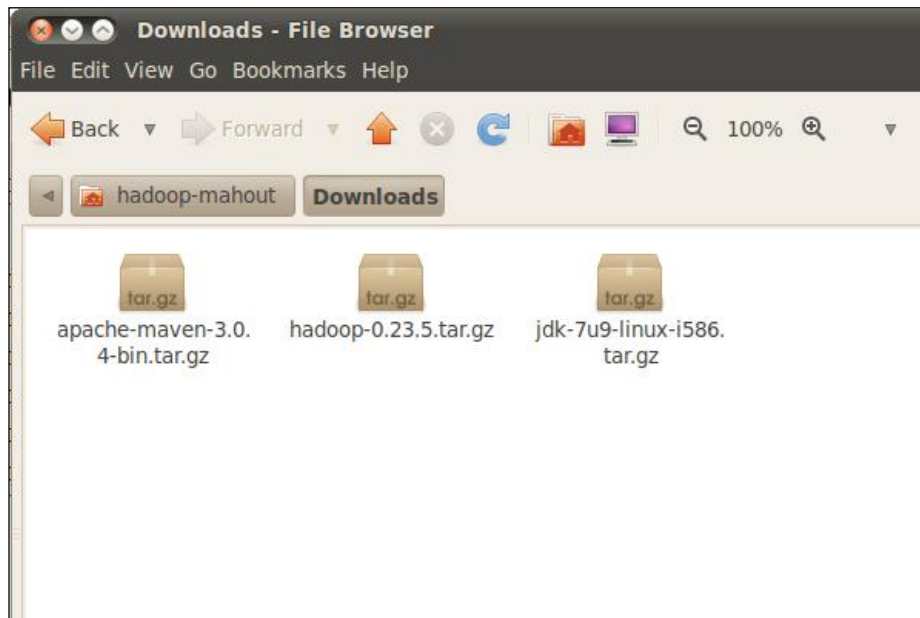 Downloads - File Browser
File Edit View Go Bookmarks Help
Back Forward 100%
hadoop-mahout Downloads
tar.gz tar.gz tar.gz
apache-maven-3.0. hadoop-0.23.5.tar.gz jdk-7u9-linux-i586.
4-bin.tar.gz tar.gz